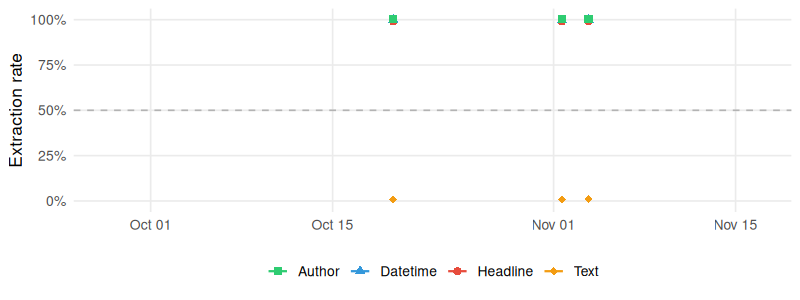 100%
75%
50%
25%
0%
Extraction rate
Oct 01 Oct 15 Nov 01 Nov 15
Author Datetime Headline Text